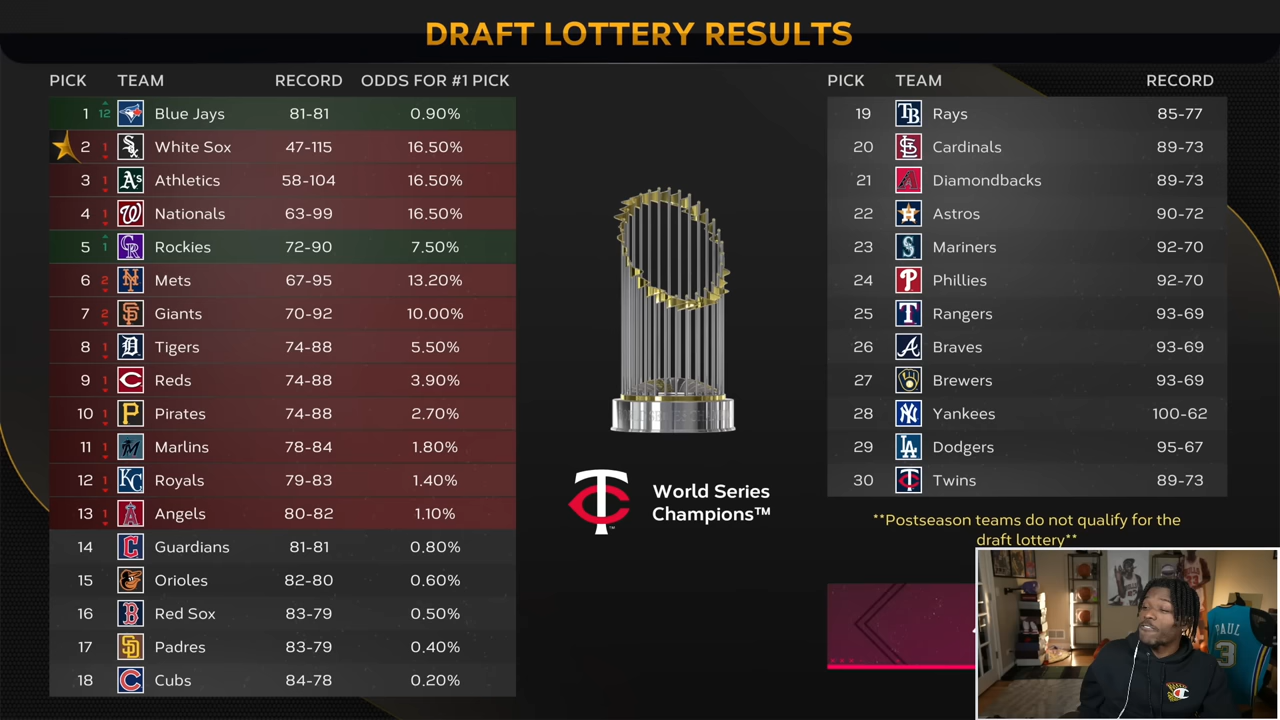 DRAFT LOTTERY RESULTS
PICK TEAM RECORD ODDS FOR #1 PICK
1 12 Blue Jays 81-81 0.90%
2 1 White Sox 47-115 16.50%
3 1 Athletics 58-104 16.50%
4 1 Nationals 63-99 16.50%
5 1 Rockies 72-90 7.50%
6 2 Mets 67-95 13.20%
7 2 Giants 70-92 10.00%
8 1 Tigers 74-88 5.50%
9 1 Reds 74-88 3.90%
10 1 Pirates 74-88 2.70%
11 1 Marlins 78-84 1.80%
12 1 Royals 79-83 1.40%
13 1 Angels 80-82 1.10%
14 Guardians 81-81 0.80%
15 Orioles 82-80 0.60%
16 Red Sox 83-79 0.50%
17 Padres 83-79 0.40%
18 Cubs 84-78 0.20%
World Series
Champions™
PICK TEAM RECORD
19 Rays 85-77
20 Cardinals 89-73
21 Diamondbacks 89-73
22 Astros 90-72
23 Mariners 92-70
24 Phillies 92-70
25 Rangers 93-69
26 Braves 93-69
27 Brewers 93-69
28 Yankees 100-62
29 Dodgers 95-67
30 Twins 89-73
**Postseason teams do not qualify for the
draft lottery**
PAUL
3